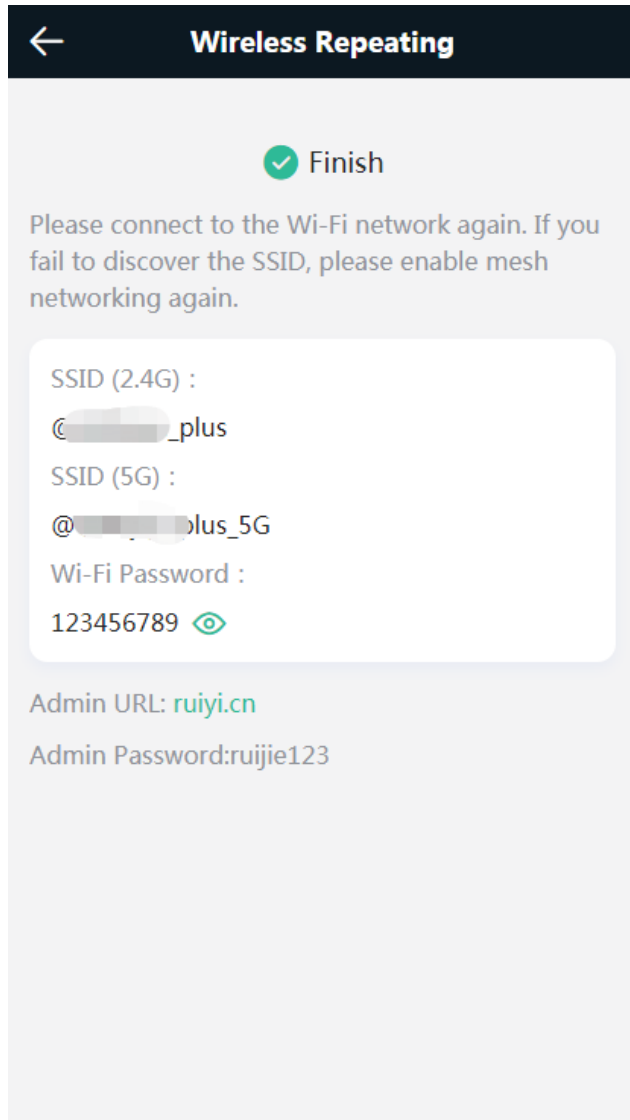 Wireless Repeating
Finish
Please connect to the Wi-Fi network again. If you
fail to discover the SSID, please enable mesh
networking again.
SSID (2.4G) :
@ _plus
SSID (5G) :
@ plus_5G
Wi-Fi Password :
123456789
Admin URL: ruiyi.cn
Admin Password:ruijie123